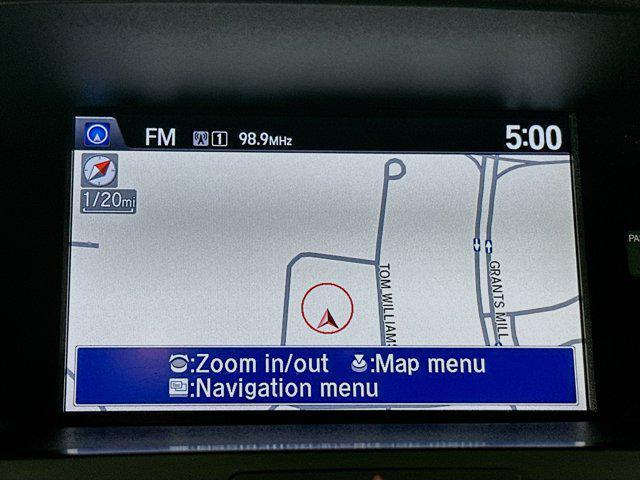 FM 1 98.9MHz 5:00
1/20mi
TOM WILLIAMS
GRANTS MILL
:Zoom in/out :Map menu
:Navigation menu
PAS